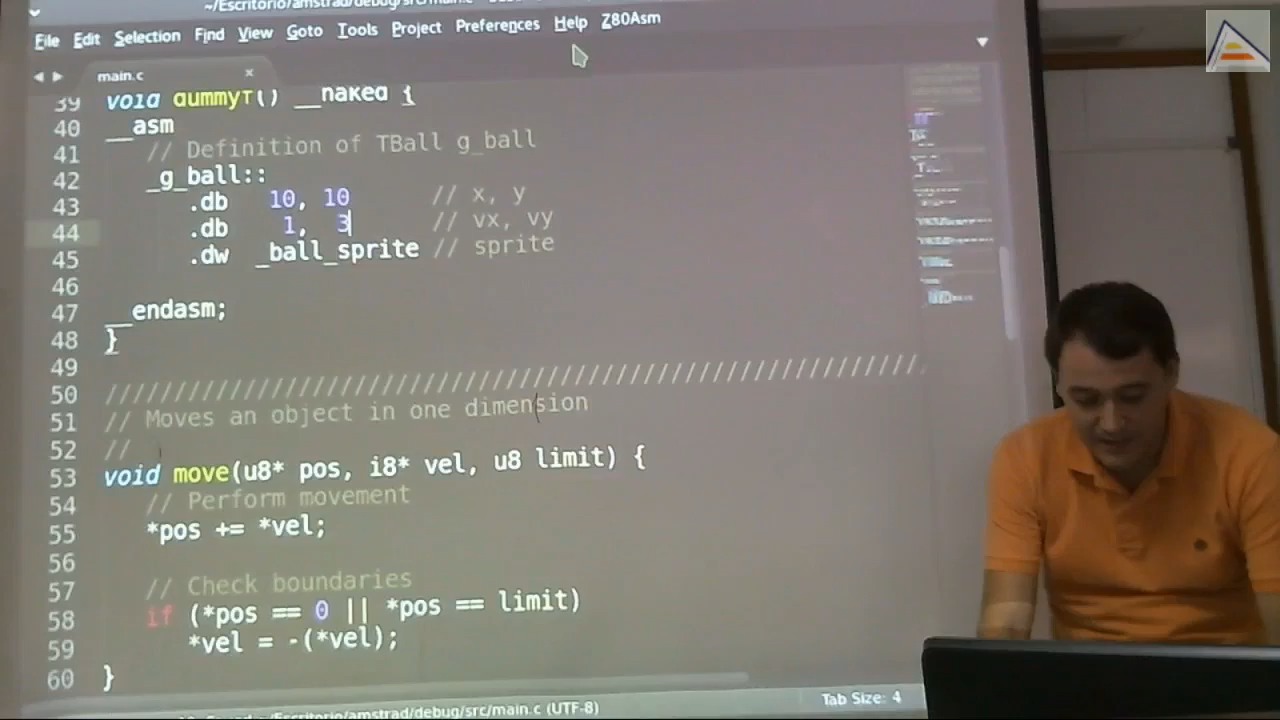 ~/Escritorio/amstrad/debug/src/main.c
File Edit Selection Find View Goto Tools Project Preferences Help Z80Asm
main.c ×
39 void dummy1() __naked {
40 __asm
41 // Definition of TBall g_ball
42 _g_ball::
43 .db 10, 10 // x, y
44 .db 1, 3 // vx, vy
45 .dw _ball_sprite // sprite
46
47 __endasm;
48 }
49
50 ////////////////////////////////////////////////////////////
51 // Moves an object in one dimension
52 //
53 void move(u8* pos, i8* vel, u8 limit) {
54 // Perform movement
55 *pos += *vel;
56
57 // Check boundaries
58 if (*pos == 0 || *pos == limit)
59 *vel = -(*vel);
60 }
Saved ~/Escritorio/amstrad/debug/src/main.c (UTF-8) Tab Size: 4